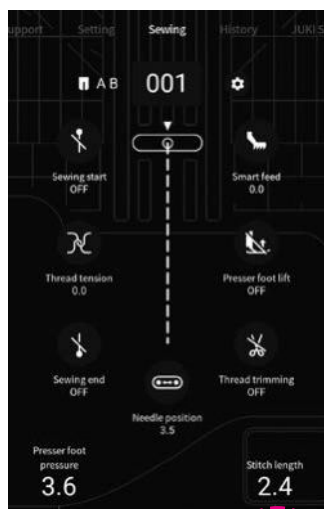 upport Setting Sewing History JUKI S
A B 001
Sewing start
OFF
Smart feed
0.0
Thread tension
0.0
Presser foot lift
OFF
Sewing end
OFF
Thread trimming
OFF
Needle position
3.5
Presser foot
pressure
3.6
Stitch length
2.4